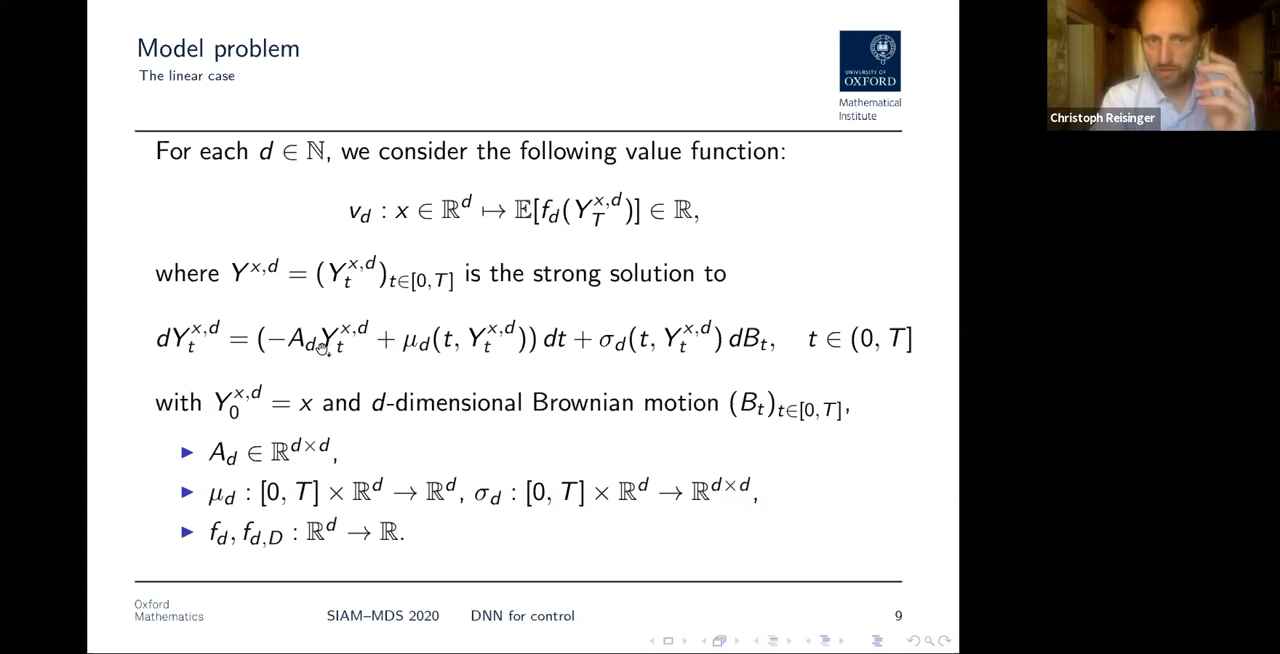 Model problem
The linear case
UNIVERSITY OF
OXFORD
Mathematical
Institute
For each d ∈ ℕ, we consider the following value function:
v_d : x ∈ ℝ^d ↦ 𝔼[f_d(Y_T^{x,d})] ∈ ℝ,
where Y^{x,d} = (Y_t^{x,d})_{t∈[0,T]} is the strong solution to
dY_t^{x,d} = (−A_d Y_t^{x,d} + μ_d(t, Y_t^{x,d})) dt + σ_d(t, Y_t^{x,d}) dB_t, t ∈ (0, T]
with Y_0^{x,d} = x and d-dimensional Brownian motion (B_t)_{t∈[0,T]},
▶ A_d ∈ ℝ^{d×d},
▶ μ_d : [0, T] × ℝ^d → ℝ^d, σ_d : [0, T] × ℝ^d → ℝ^{d×d},
▶ f_d, f_{d,D} : ℝ^d → ℝ.
Oxford
Mathematics
SIAM–MDS 2020 DNN for control 9
Christoph Reisinger